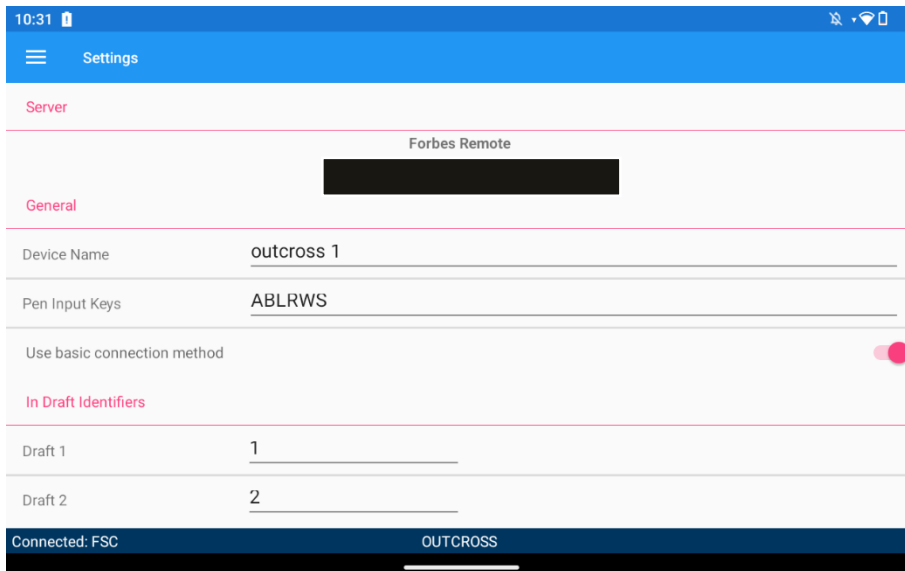 10:31
Settings
Server
Forbes Remote
General
Device Name outcross 1
Pen Input Keys ABLRWS
Use basic connection method
In Draft Identifiers
Draft 1 1
Draft 2 2
Connected: FSC OUTCROSS